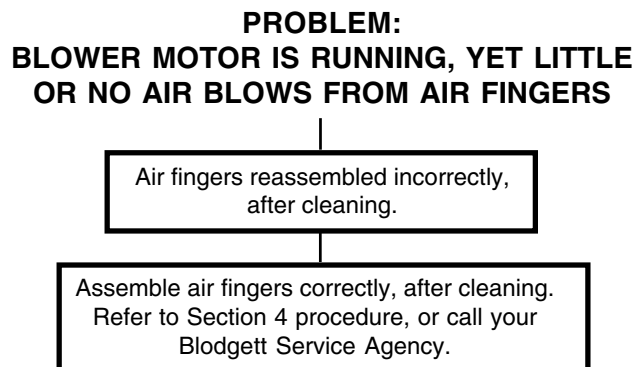 PROBLEM:
BLOWER MOTOR IS RUNNING, YET LITTLE
OR NO AIR BLOWS FROM AIR FINGERS
Air fingers reassembled incorrectly,
after cleaning.
Assemble air fingers correctly, after cleaning.
Refer to Section 4 procedure, or call your
Blodgett Service Agency.